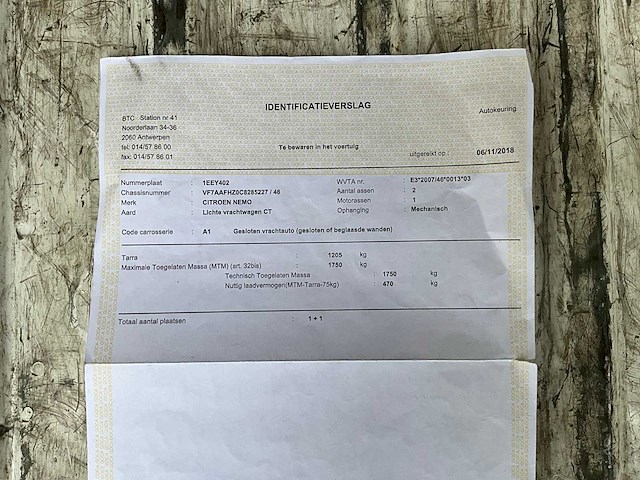 IDENTIFICATIEVERSLAG
Autokeuring
BTC Station nr 41
Noorderlaan 34-36
2060 Antwerpen
tel: 014/57 86 00
fax: 014/57 86 01
Te bewaren in het voertuig
uitgereikt op : 06/11/2018
Nummerplaat : 1EEY402 WVTA nr. : E3*2007/46*0013*03
Chassisnummer : VF7AAFHZ0C8285227 / 46 Aantal assen : 2
Merk : CITROEN NEMO Motorassen : 1
Aard : Lichte vrachtwagen CT Ophanging : Mechanisch
Code carrosserie : A1 Gesloten vrachtauto (gesloten of beglaasde wanden)
Tarra : 1205 kg
Maximale Toegelaten Massa (MTM) (art. 32bis) : 1750 kg
Technisch Toegelaten Massa : 1750 kg
Nuttig laadvermogen(MTM-Tarra-75kg) : 470 kg
Totaal aantal plaatsen : 1 + 1